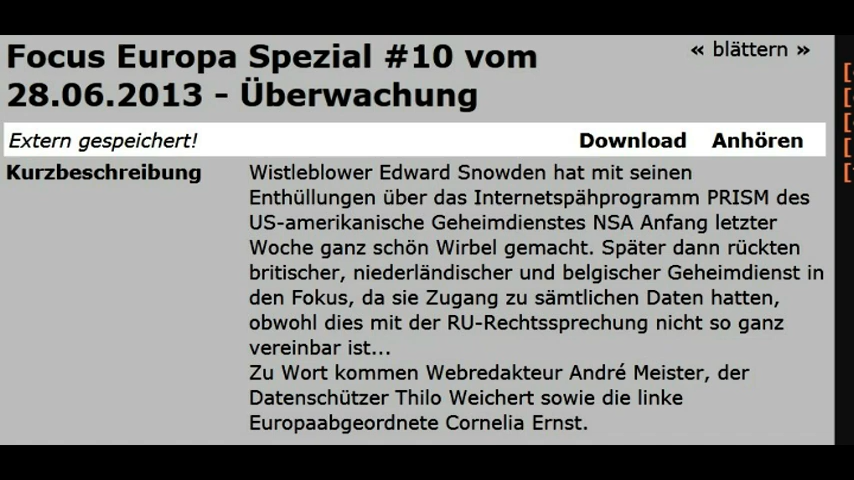 Focus Europa Spezial #10 vom
28.06.2013 - Überwachung
« blättern »
Extern gespeichert!
Download Anhören
Kurzbeschreibung
Wistleblower Edward Snowden hat mit seinen
Enthüllungen über das Internetspähprogramm PRISM des
US-amerikanische Geheimdienstes NSA Anfang letzter
Woche ganz schön Wirbel gemacht. Später dann rückten
britischer, niederländischer und belgischer Geheimdienst in
den Fokus, da sie Zugang zu sämtlichen Daten hatten,
obwohl dies mit der RU-Rechtssprechung nicht so ganz
vereinbar ist...
Zu Wort kommen Webredakteur André Meister, der
Datenschützer Thilo Weichert sowie die linke
Europaabgeordnete Cornelia Ernst.